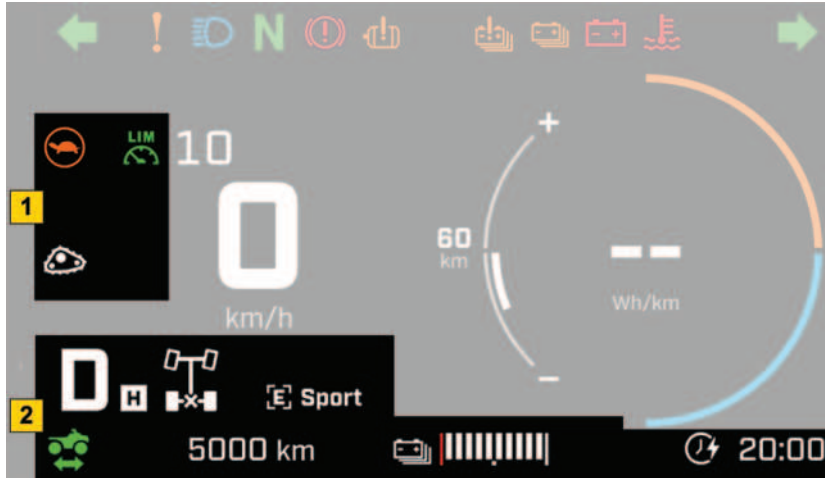 N
LIM
10
1
0
km/h
+
60
km
-
--
Wh/km
2
D H
[E] Sport
5000 km
20:00